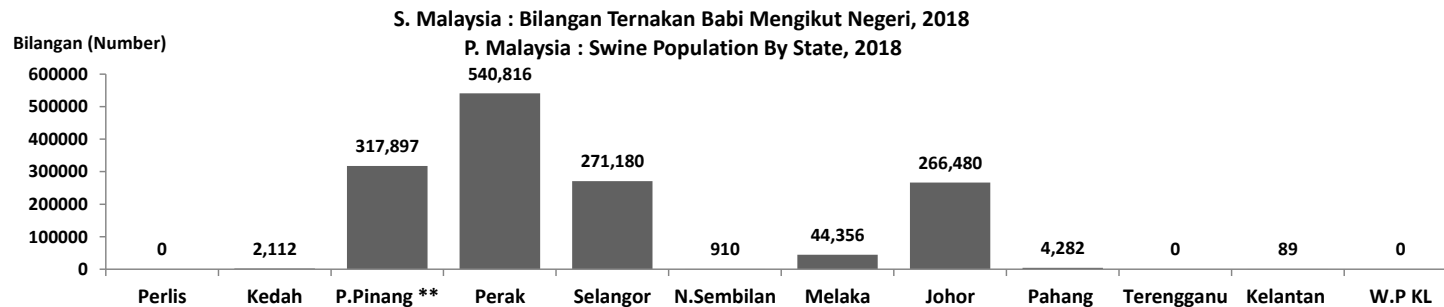 S. Malaysia : Bilangan Ternakan Babi Mengikut Negeri, 2018
Bilangan (Number)
P. Malaysia : Swine Population By State, 2018
600000
500000
400000
300000
200000
100000
0
0
2,112
317,897
540,816
271,180
910
44,356
266,480
4,282
0
89
0
Perlis
Kedah
P.Pinang **
Perak
Selangor
N.Sembilan
Melaka
Johor
Pahang
Terengganu
Kelantan
W.P KL